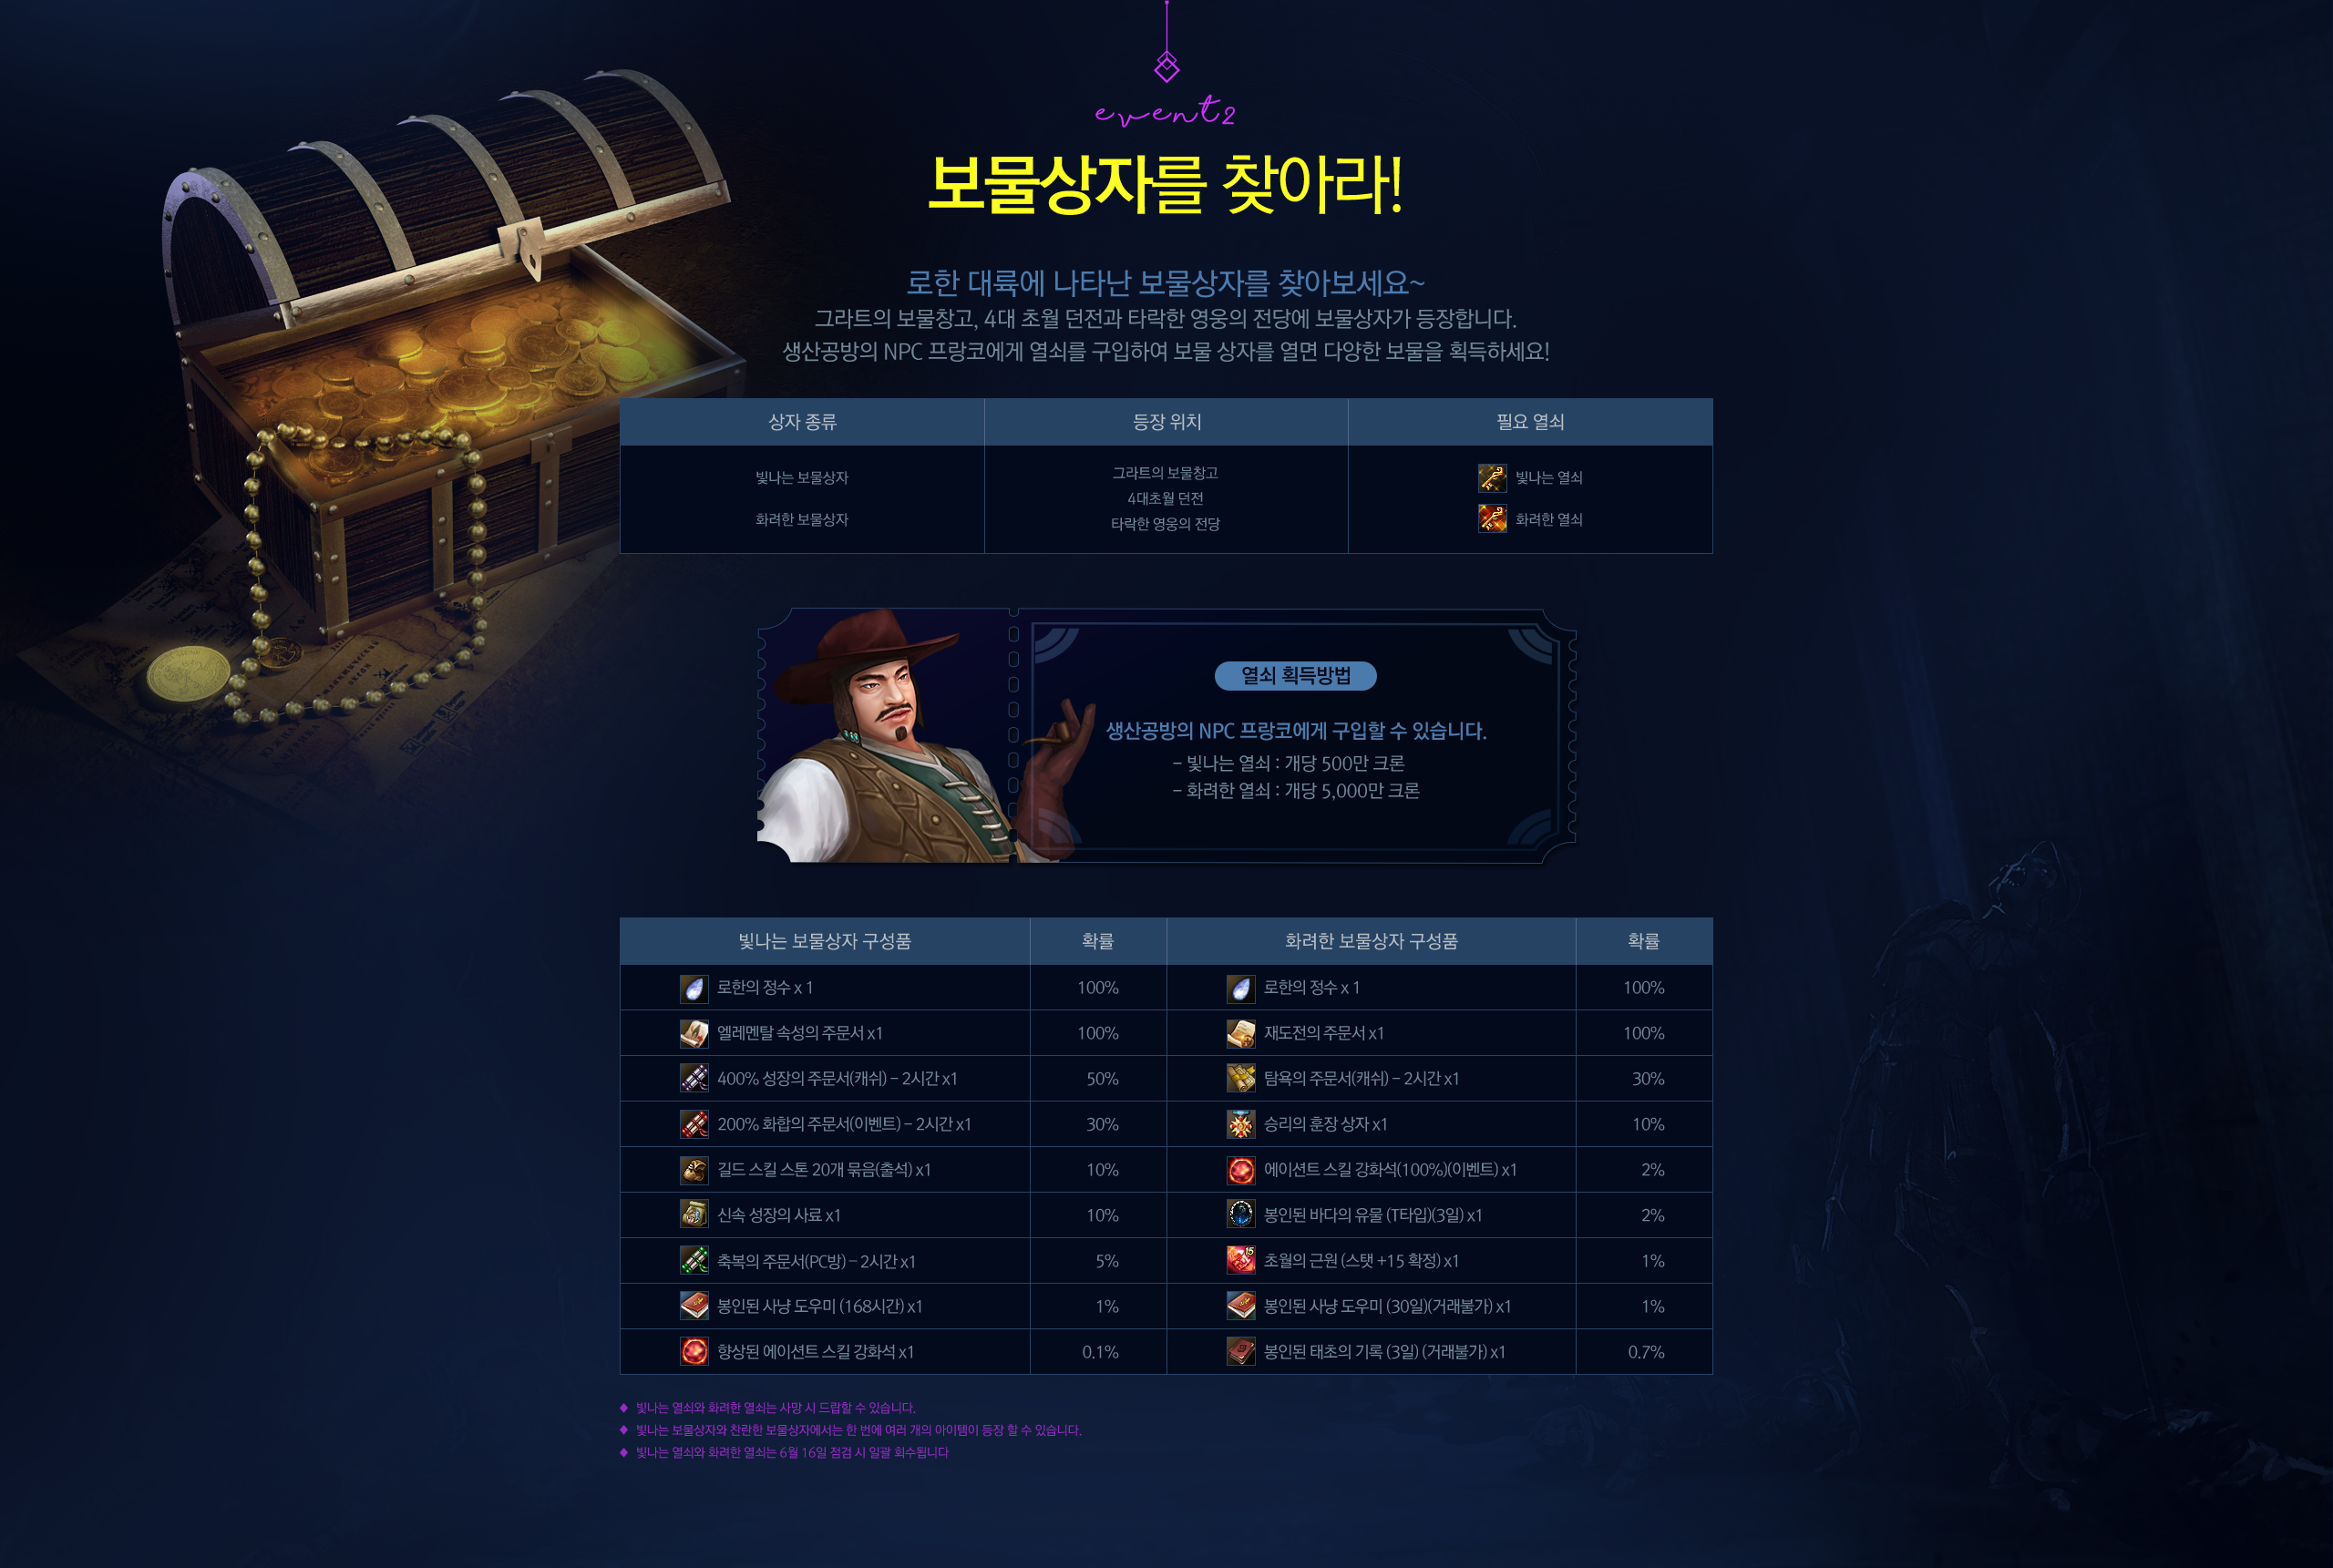 event2
보물상자를 찾아라!
로한 대륙에 나타난 보물상자를 찾아보세요~
그라트의 보물창고, 4대 초월 던전과 타락한 영웅의 전당에 보물상자가 등장합니다.
생산공방의 NPC 프랑코에게 열쇠를 구입하여 보물 상자를 열면 다양한 보물을 획득하세요!
상자 종류 등장 위치 필요 열쇠
빛나는 보물상자
화려한 보물상자
그라트의 보물창고
4대초월 던전
타락한 영웅의 전당
빛나는 열쇠
화려한 열쇠
열쇠 획득방법
생산공방의 NPC 프랑코에게 구입할 수 있습니다.
- 빛나는 열쇠 : 개당 500만 크론
- 화려한 열쇠 : 개당 5,000만 크론
빛나는 보물상자 구성품 확률 화려한 보물상자 구성품 확률
로한의 정수 x 1 100% 로한의 정수 x 1 100%
엘레멘탈 속성의 주문서 x1 100% 재도전의 주문서 x1 100%
400% 성장의 주문서(캐쉬) - 2시간 x1 50% 탐욕의 주문서(캐쉬) - 2시간 x1 30%
200% 화합의 주문서(이벤트) - 2시간 x1 30% 승리의 훈장 상자 x1 10%
길드 스킬 스톤 20개 묶음(출석) x1 10% 에이션트 스킬 강화석(100%)(이벤트) x1 2%
신속 성장의 사료 x1 10% 봉인된 바다의 유물 (T타입)(3일) x1 2%
축복의 주문서(PC방) - 2시간 x1 5% 초월의 근원 (스탯 +15 확정) x1 1%
봉인된 사냥 도우미 (168시간) x1 1% 봉인된 사냥 도우미 (30일)(거래불가) x1 1%
향상된 에이션트 스킬 강화석 x1 0.1% 봉인된 태초의 기록 (3일) (거래불가) x1 0.7%
♦ 빛나는 열쇠와 화려한 열쇠는 사망 시 드랍할 수 있습니다.
♦ 빛나는 보물상자와 찬란한 보물상자에서는 한 번에 여러 개의 아이템이 등장 할 수 있습니다.
♦ 빛나는 열쇠와 화려한 열쇠는 6월 16일 점검 시 일괄 회수됩니다